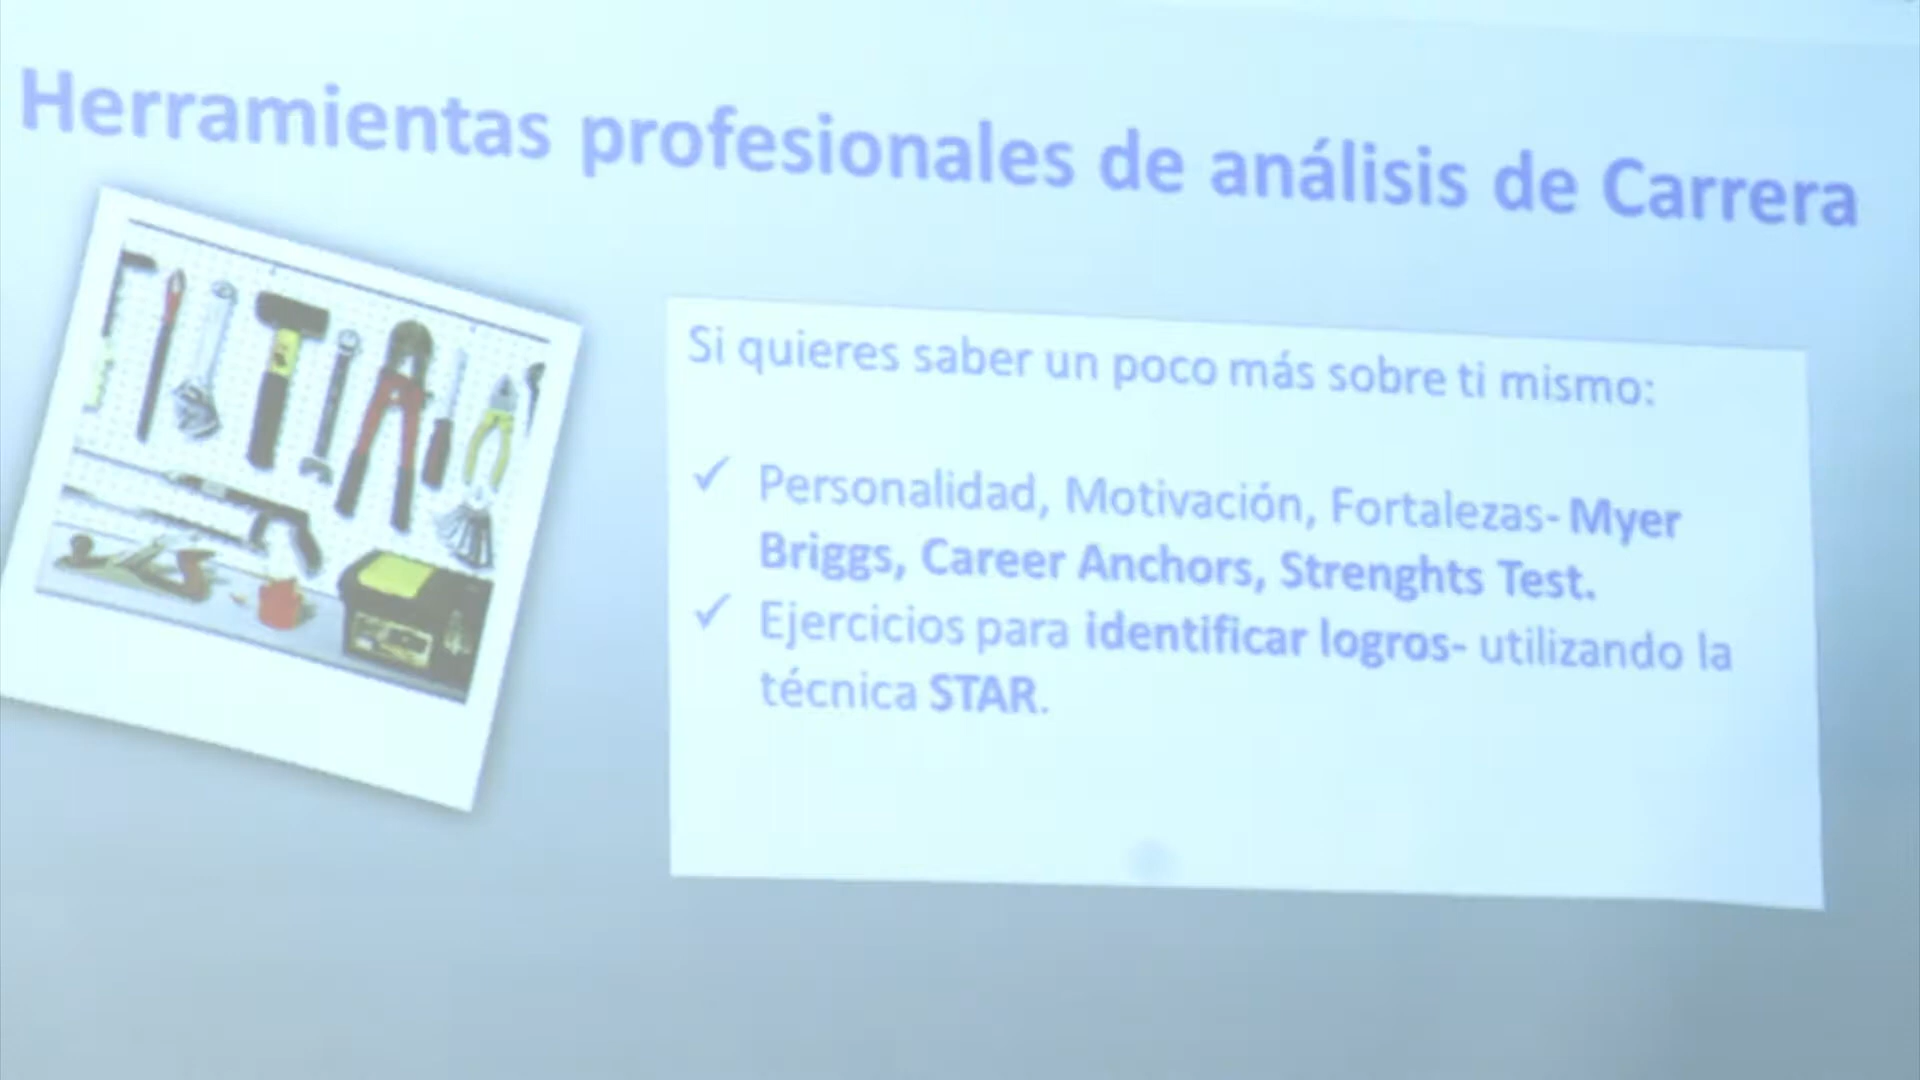 Herramientas profesionales de análisis de Carrera
Si quieres saber un poco más sobre ti mismo:
✓ Personalidad, Motivación, Fortalezas- Myer
Briggs, Career Anchors, Strenghts Test.
✓ Ejercicios para identificar logros- utilizando la
técnica STAR.